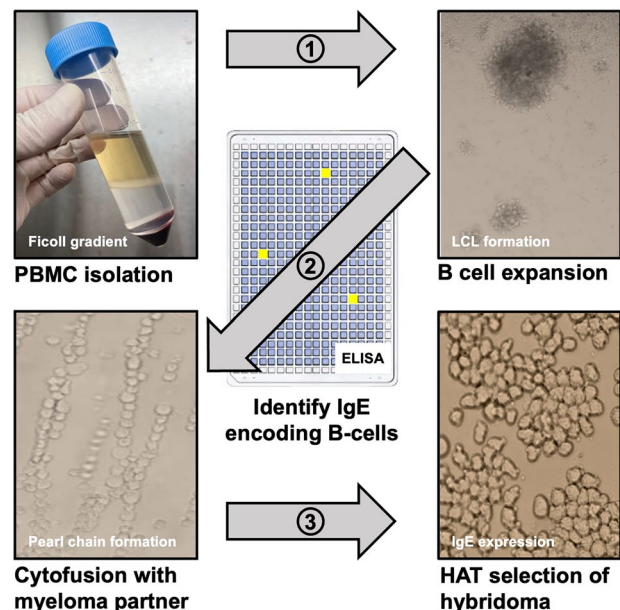 ①
Ficoll gradient
PBMC isolation
LCL formation
B cell expansion
②
ELISA
Identify IgE
encoding B-cells
Pearl chain formation
Cytofusion with
myeloma partner
③
IgE expression
HAT selection of
hybridoma